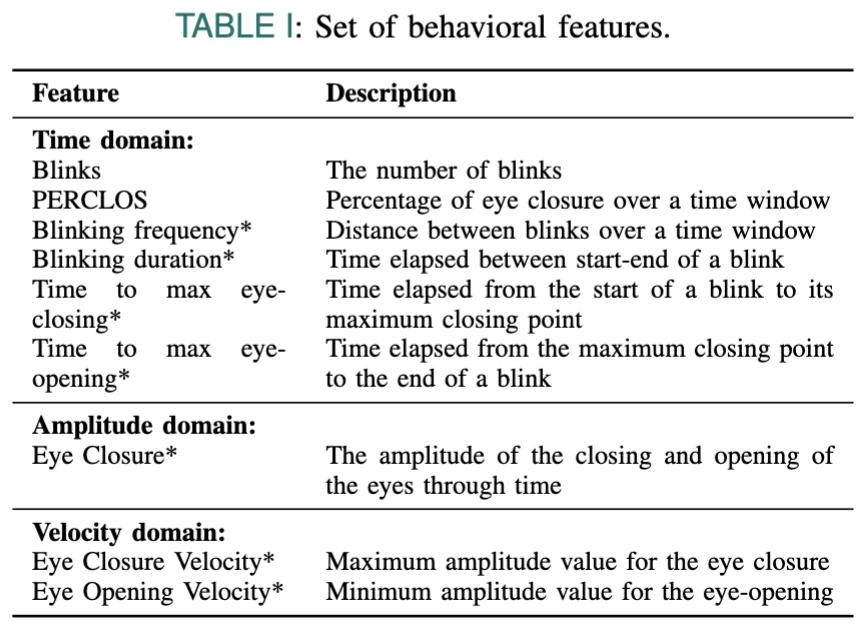 TABLE I: Set of behavioral features.
Feature Description
Time domain:
Blinks The number of blinks
PERCLOS Percentage of eye closure over a time window
Blinking frequency* Distance between blinks over a time window
Blinking duration* Time elapsed between start-end of a blink
Time to max eye- Time elapsed from the start of a blink to its
closing* maximum closing point
Time to max eye- Time elapsed from the maximum closing point
opening* to the end of a blink
Amplitude domain:
Eye Closure* The amplitude of the closing and opening of
the eyes through time
Velocity domain:
Eye Closure Velocity* Maximum amplitude value for the eye closure
Eye Opening Velocity* Minimum amplitude value for the eye-opening